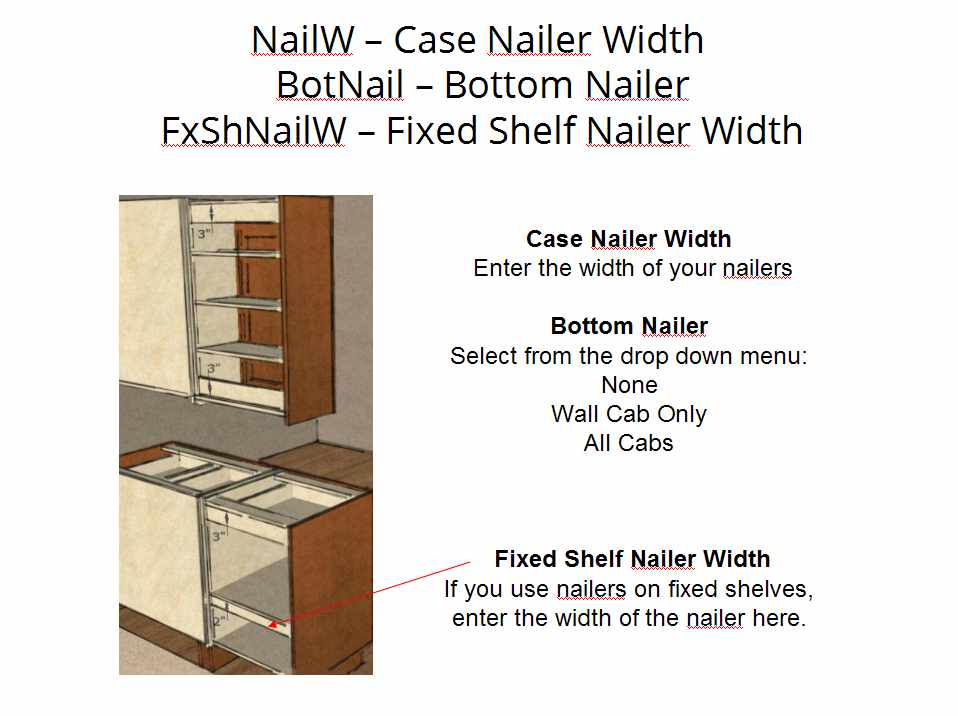 NailW – Case Nailer Width
BotNail – Bottom Nailer
FxShNailW – Fixed Shelf Nailer Width
3"
3"
3"
2"
Case Nailer Width
Enter the width of your nailers
Bottom Nailer
Select from the drop down menu:
None
Wall Cab Only
All Cabs
Fixed Shelf Nailer Width
If you use nailers on fixed shelves,
enter the width of the nailer here.